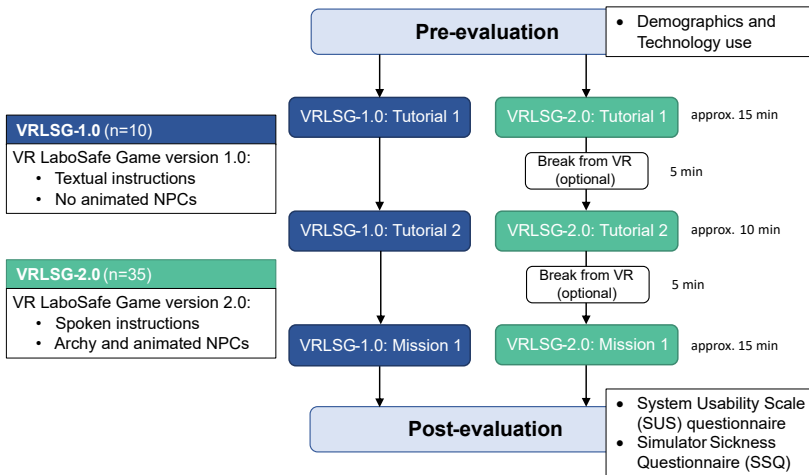 Pre-evaluation
• Demographics and
Technology use
VRLSG-1.0 (n=10)
VR LaboSafe Game version 1.0:
• Textual instructions
• No animated NPCs
VRLSG-2.0 (n=35)
VR LaboSafe Game version 2.0:
• Spoken instructions
• Archy and animated NPCs
VRLSG-1.0: Tutorial 1
VRLSG-2.0: Tutorial 1
approx. 15 min
Break from VR
(optional)
5 min
VRLSG-1.0: Tutorial 2
VRLSG-2.0: Tutorial 2
approx. 10 min
Break from VR
(optional)
5 min
VRLSG-1.0: Mission 1
VRLSG-2.0: Mission 1
approx. 15 min
Post-evaluation
• System Usability Scale
(SUS) questionnaire
• Simulator Sickness
Questionnaire (SSQ)